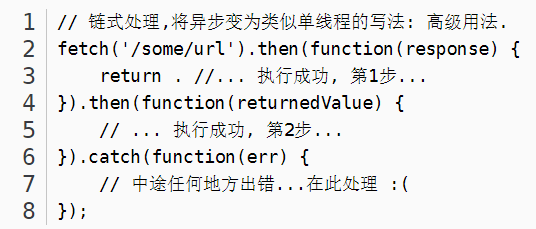 1 // 链式处理,将异步变为类似单线程的写法: 高级用法.
2 fetch('/some/url').then(function(response) {
3     return . //... 执行成功, 第1步...
4 }).then(function(returnedValue) {
5     // ... 执行成功, 第2步...
6 }).catch(function(err) {
7     // 中途任何地方出错...在此处理 :(
8 });